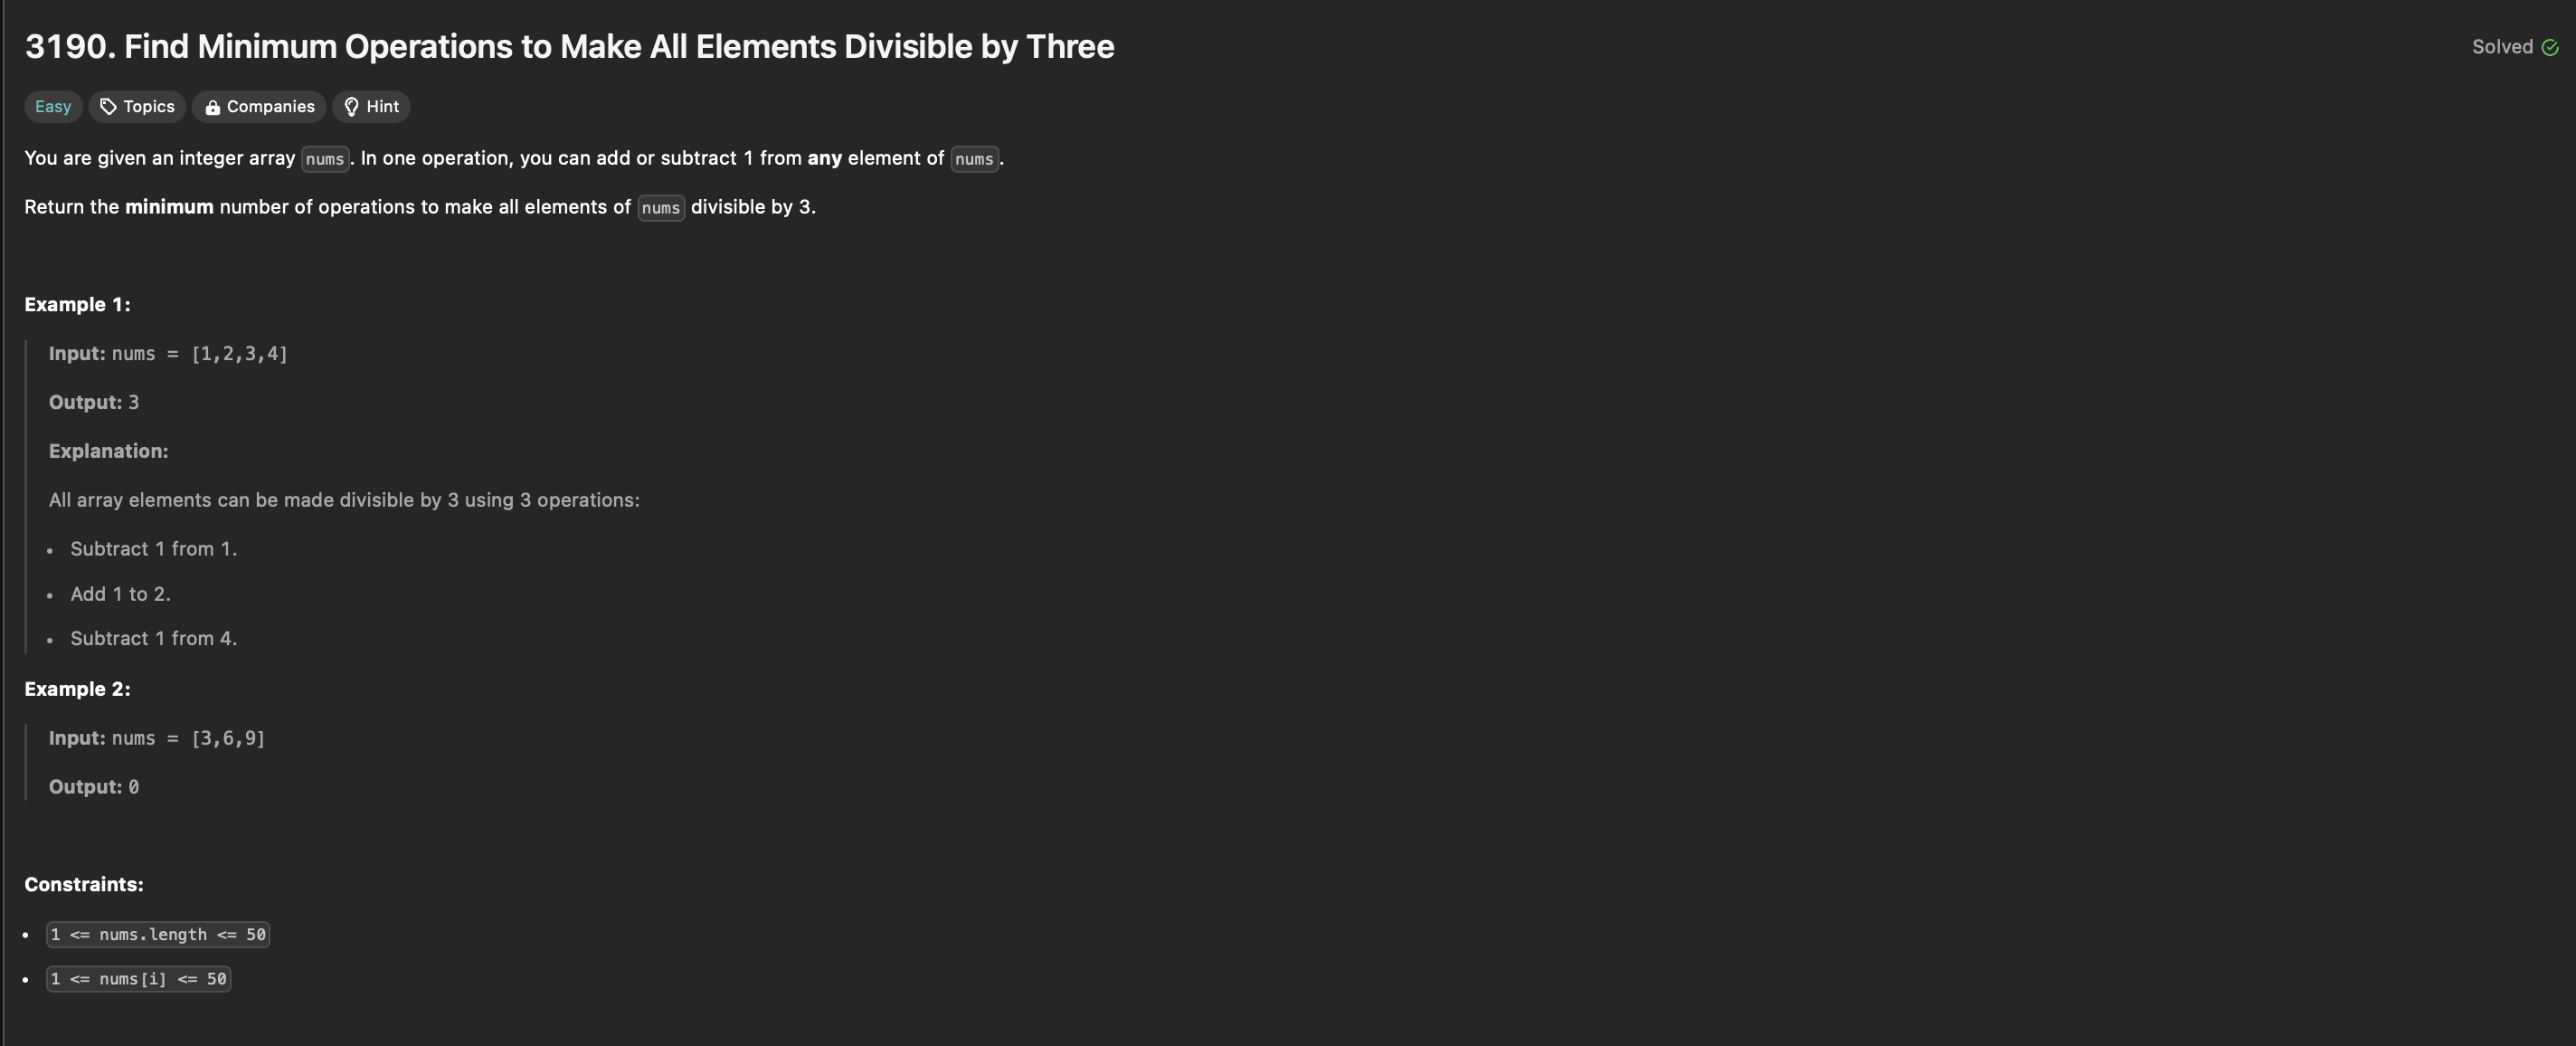 3190. Find Minimum Operations to Make All Elements Divisible by Three
Solved
Easy Topics Companies Hint
You are given an integer array nums. In one operation, you can add or subtract 1 from any element of nums.
Return the minimum number of operations to make all elements of nums divisible by 3.
Example 1:
Input: nums = [1,2,3,4]
Output: 3
Explanation:
All array elements can be made divisible by 3 using 3 operations:
• Subtract 1 from 1.
• Add 1 to 2.
• Subtract 1 from 4.
Example 2:
Input: nums = [3,6,9]
Output: 0
Constraints:
• 1 <= nums.length <= 50
• 1 <= nums[i] <= 50